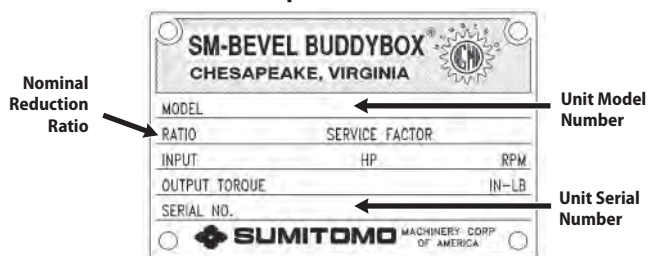 SM-BEVEL BUDDYBOX®
CHESAPEAKE, VIRGINIA
AGMA
Nominal
Reduction
Ratio
MODEL
RATIO SERVICE FACTOR
INPUT HP RPM
OUTPUT TORQUE IN-LB
SERIAL NO.
SUMITOMO MACHINERY CORP
OF AMERICA
Unit Model
Number
Unit Serial
Number